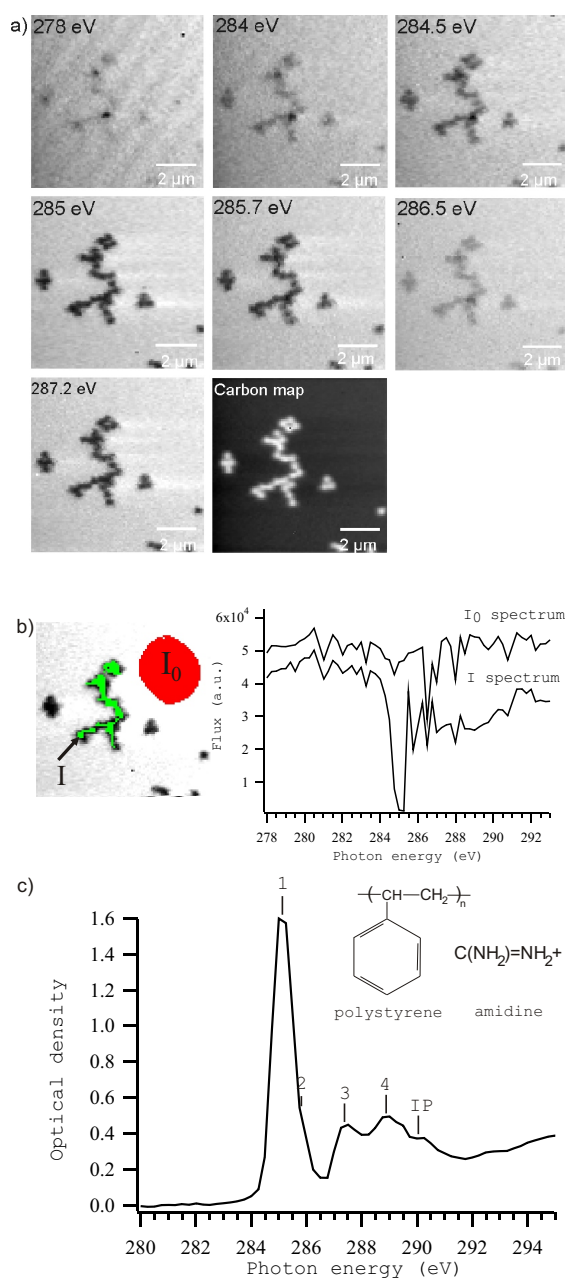 a)
278 eV
2 µm
284 eV
2 µm
284.5 eV
2 µm
285 eV
2 µm
285.7 eV
2 µm
286.5 eV
2 µm
287.2 eV
2 µm
Carbon map
2 µm
b)
I₀
I
6x10⁴
5
4
3
2
1
Flux (a.u.)
I₀ spectrum
I spectrum
278 280 282 284 286 288 290 292
Photon energy (eV)
c)
1
2
3
4
IP
CH
CH₂
n
C(NH₂)=NH₂+
polystyrene amidine
1.6
1.4
1.2
1.0
0.8
0.6
0.4
0.2
0.0
Optical density
280 282 284 286 288 290 292 294
Photon energy (eV)